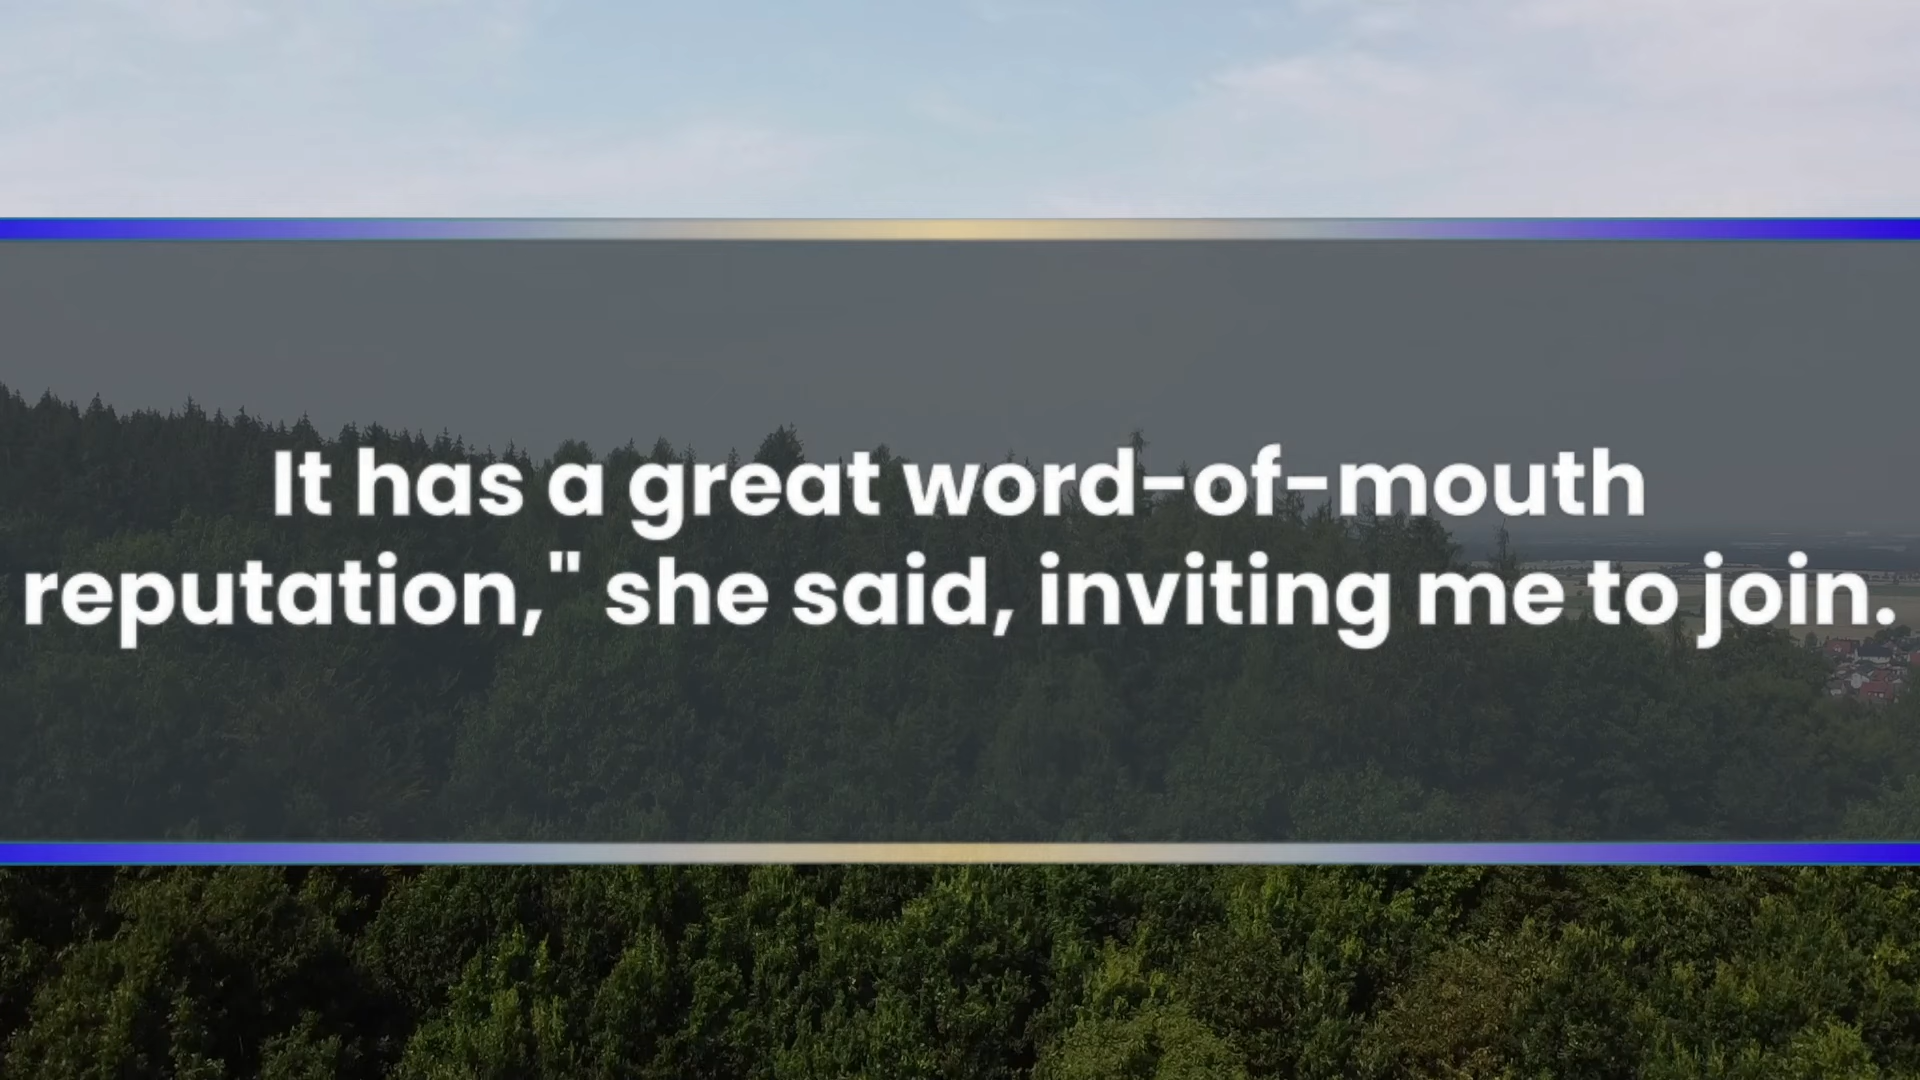 It has a great word-of-mouth
reputation," she said, inviting me to join.